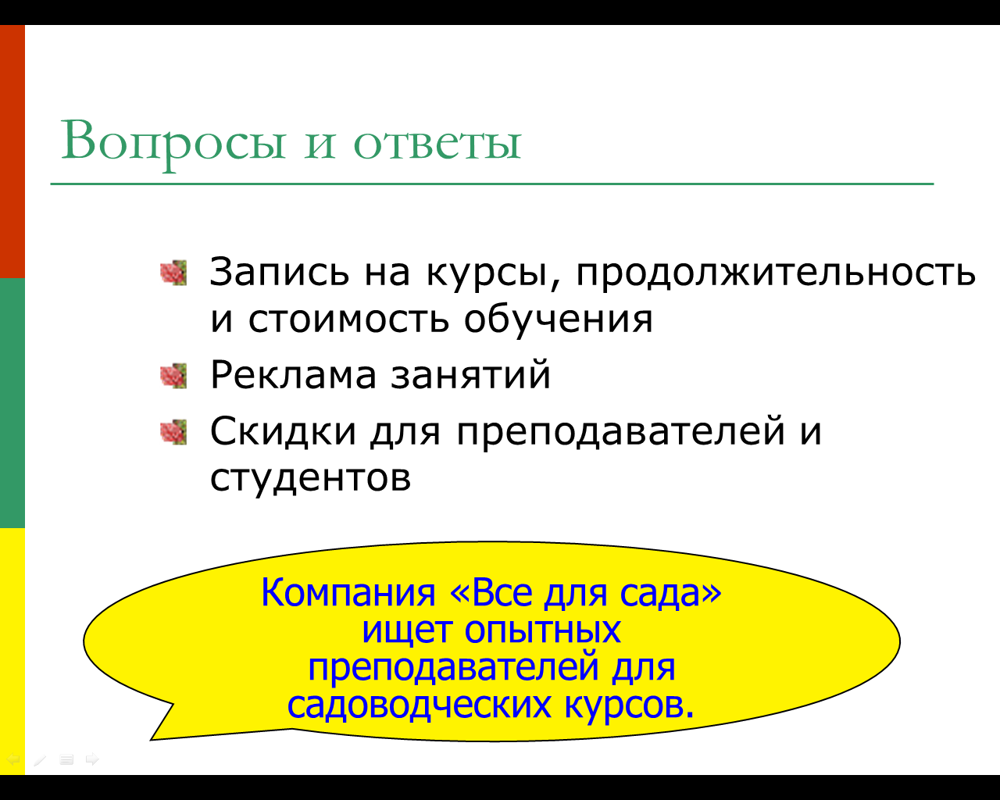 Вопросы и ответы
Запись на курсы, продолжительность
и стоимость обучения
Реклама занятий
Скидки для преподавателей и
студентов
Компания «Все для сада»
ищет опытных
преподавателей для
садоводческих курсов.